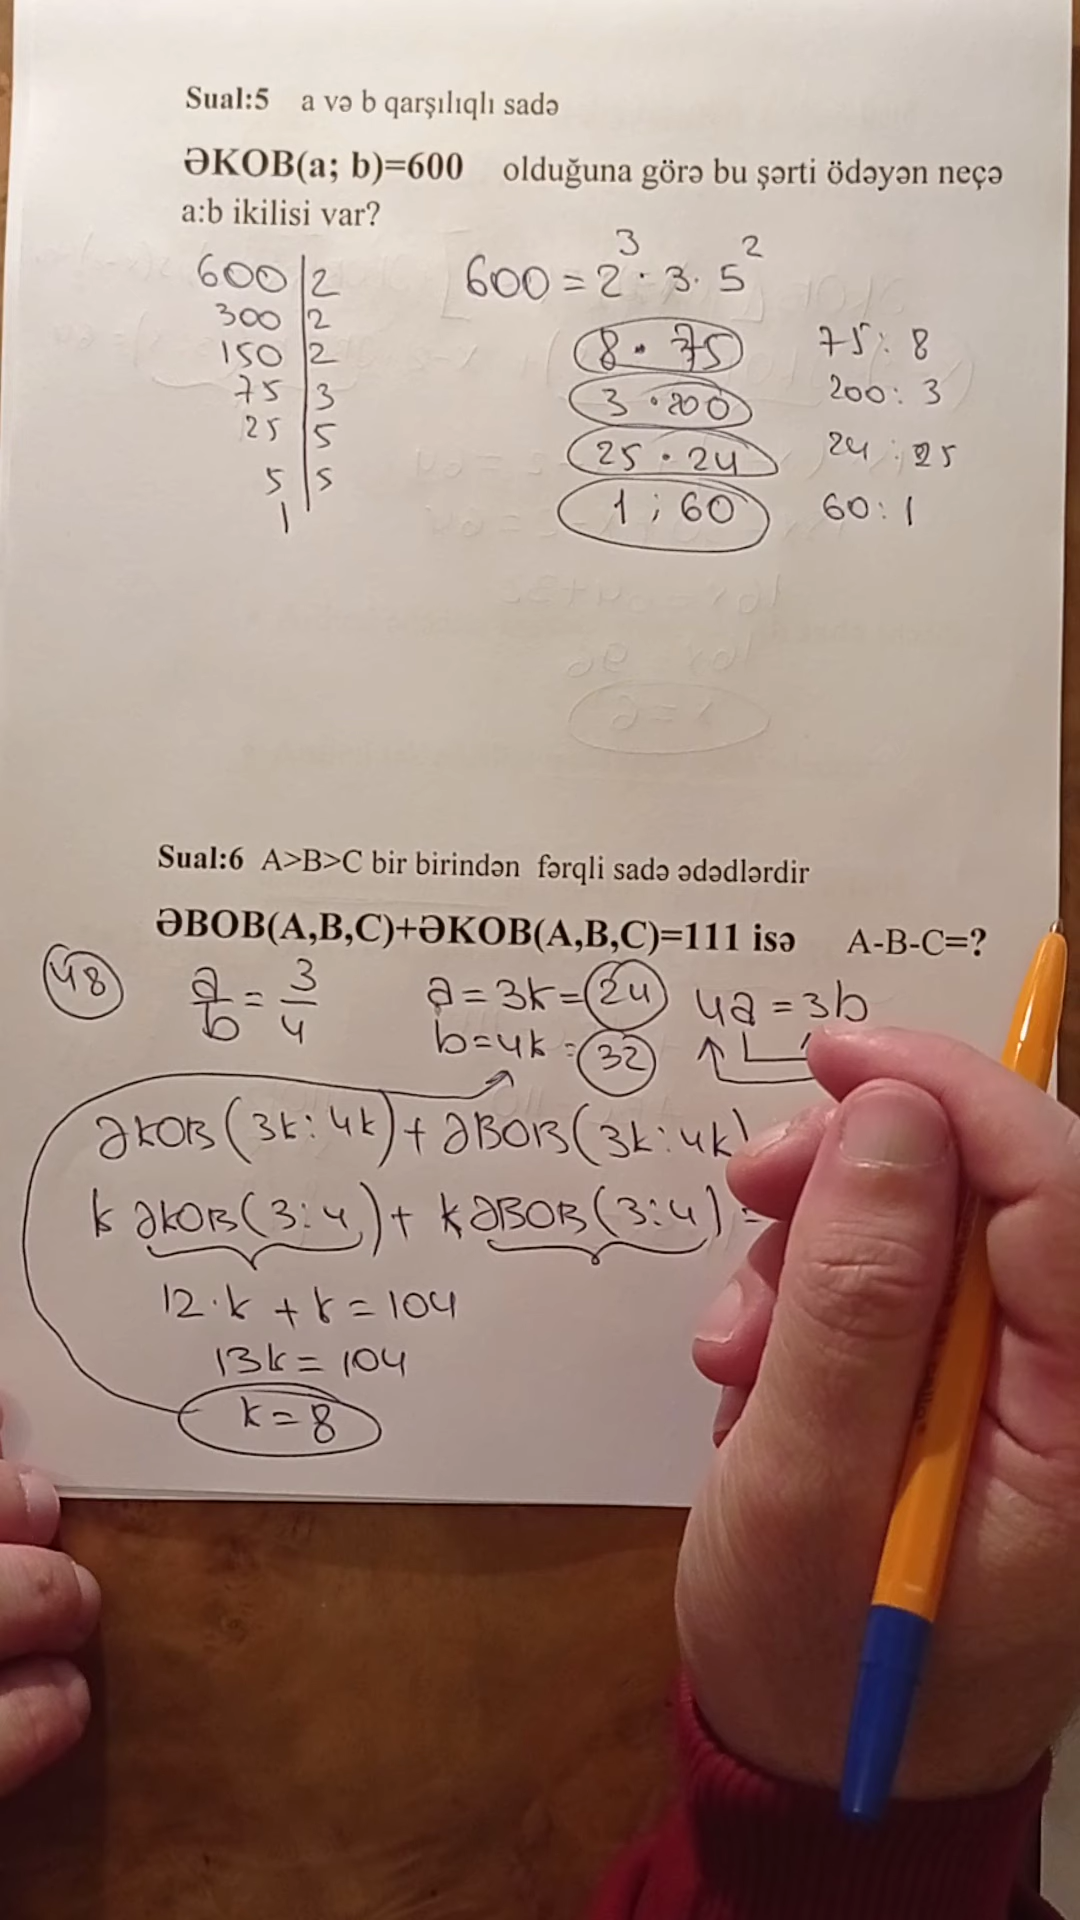 Sual:5 a və b qarşılıqlı sadə
ƏKOB(a; b)=600 olduğuna görə bu şərti ödəyən neçə
a:b ikilisi var?
600 | 2
300 | 2
150 | 2
75 | 3
25 | 5
5 | 5
1
600 = 2³ · 3 · 5²
8 · 75 75 : 8
3 · 200 200 : 3
25 · 24 24 : 25
1 ; 60 60 : 1
Sual:6 A>B>C bir birindən fərqli sadə ədədlərdir
ƏBOB(A,B,C)+ƏKOB(A,B,C)=111 isə A-B-C=?
48
a/b = 3/4
a = 3k = 24
b = 4k = 32
4a = 3b
ƏKOB(3k : 4k) + ƏBOB(3k : 4k)
k ƏKOB(3 : 4) + k ƏBOB(3 : 4) =
12 · k + k = 104
13k = 104
k = 8